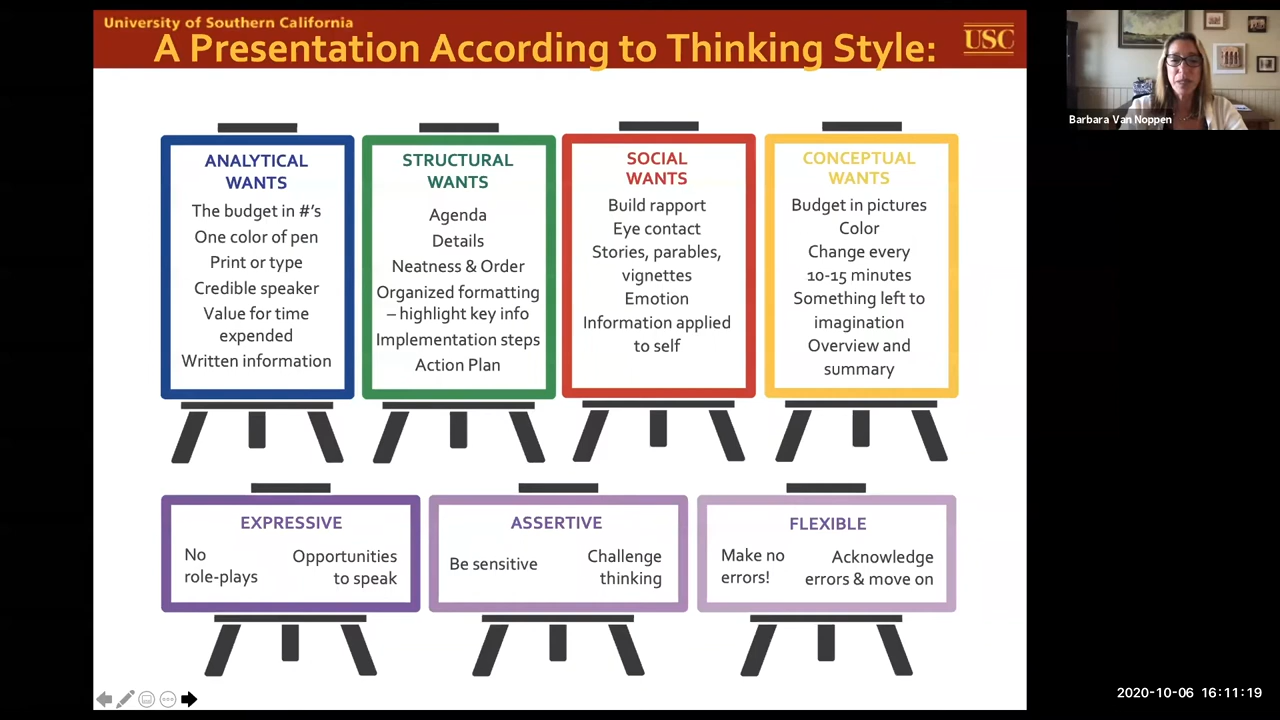 University of Southern California
A Presentation According to Thinking Style:
USC
Barbara Van Noppen
ANALYTICAL
WANTS
The budget in #'s
One color of pen
Print or type
Credible speaker
Value for time
expended
Written information
STRUCTURAL
WANTS
Agenda
Details
Neatness & Order
Organized formatting
– highlight key info
Implementation steps
Action Plan
SOCIAL
WANTS
Build rapport
Eye contact
Stories, parables,
vignettes
Emotion
Information applied
to self
CONCEPTUAL
WANTS
Budget in pictures
Color
Change every
10-15 minutes
Something left to
imagination
Overview and
summary
EXPRESSIVE
No
role-plays
Opportunities
to speak
ASSERTIVE
Be sensitive
Challenge
thinking
FLEXIBLE
Make no
errors!
Acknowledge
errors & move on
2020-10-06 16:11:19